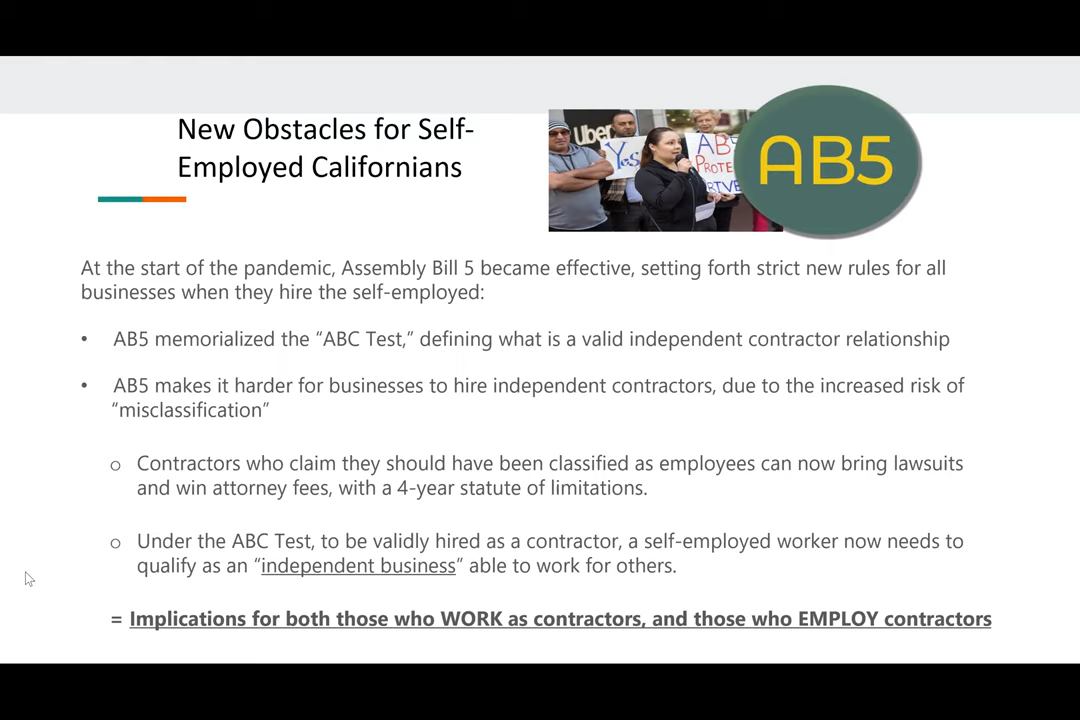 New Obstacles for Self-
Employed Californians
Uber
Yes
AB5
PROTE
AB5
At the start of the pandemic, Assembly Bill 5 became effective, setting forth strict new rules for all
businesses when they hire the self-employed:
• AB5 memorialized the “ABC Test,” defining what is a valid independent contractor relationship
• AB5 makes it harder for businesses to hire independent contractors, due to the increased risk of
“misclassification”
o Contractors who claim they should have been classified as employees can now bring lawsuits
and win attorney fees, with a 4-year statute of limitations.
o Under the ABC Test, to be validly hired as a contractor, a self-employed worker now needs to
qualify as an “independent business” able to work for others.
= Implications for both those who WORK as contractors, and those who EMPLOY contractors